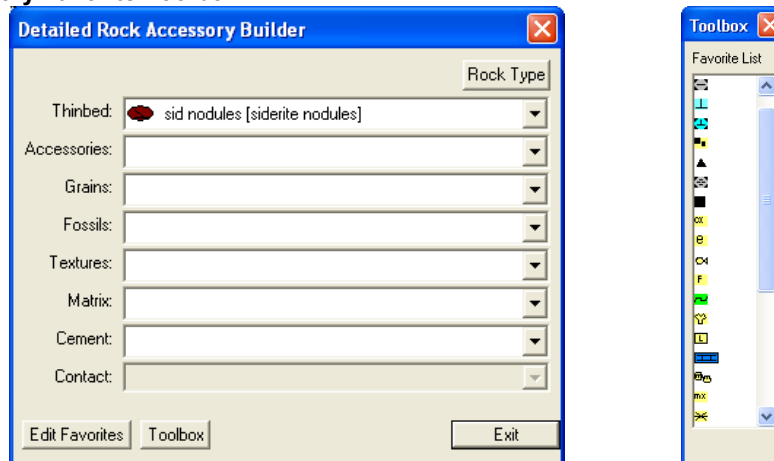 Detailed Rock Accessory Builder
Rock Type
Thinbed: sid nodules [siderite nodules]
Accessories:
Grains:
Fossils:
Textures:
Matrix:
Cement:
Contact:
Edit Favorites Toolbox Exit
Toolbox
Favorite List
e
F
L
mx